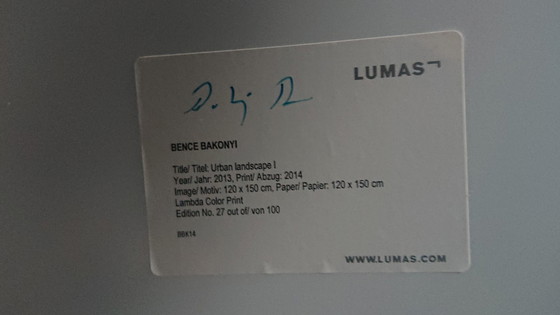 LUMAS
BENCE BAKONYI
Title/ Titel: Urban landscape I
Year/ Jahr: 2013, Print/ Abzug: 2014
Image/ Motiv: 120 x 150 cm, Paper/ Papier: 120 x 150 cm
Lambda Color Print
Edition No. 27 out of/ von 100
BBK14
WWW.LUMAS.COM